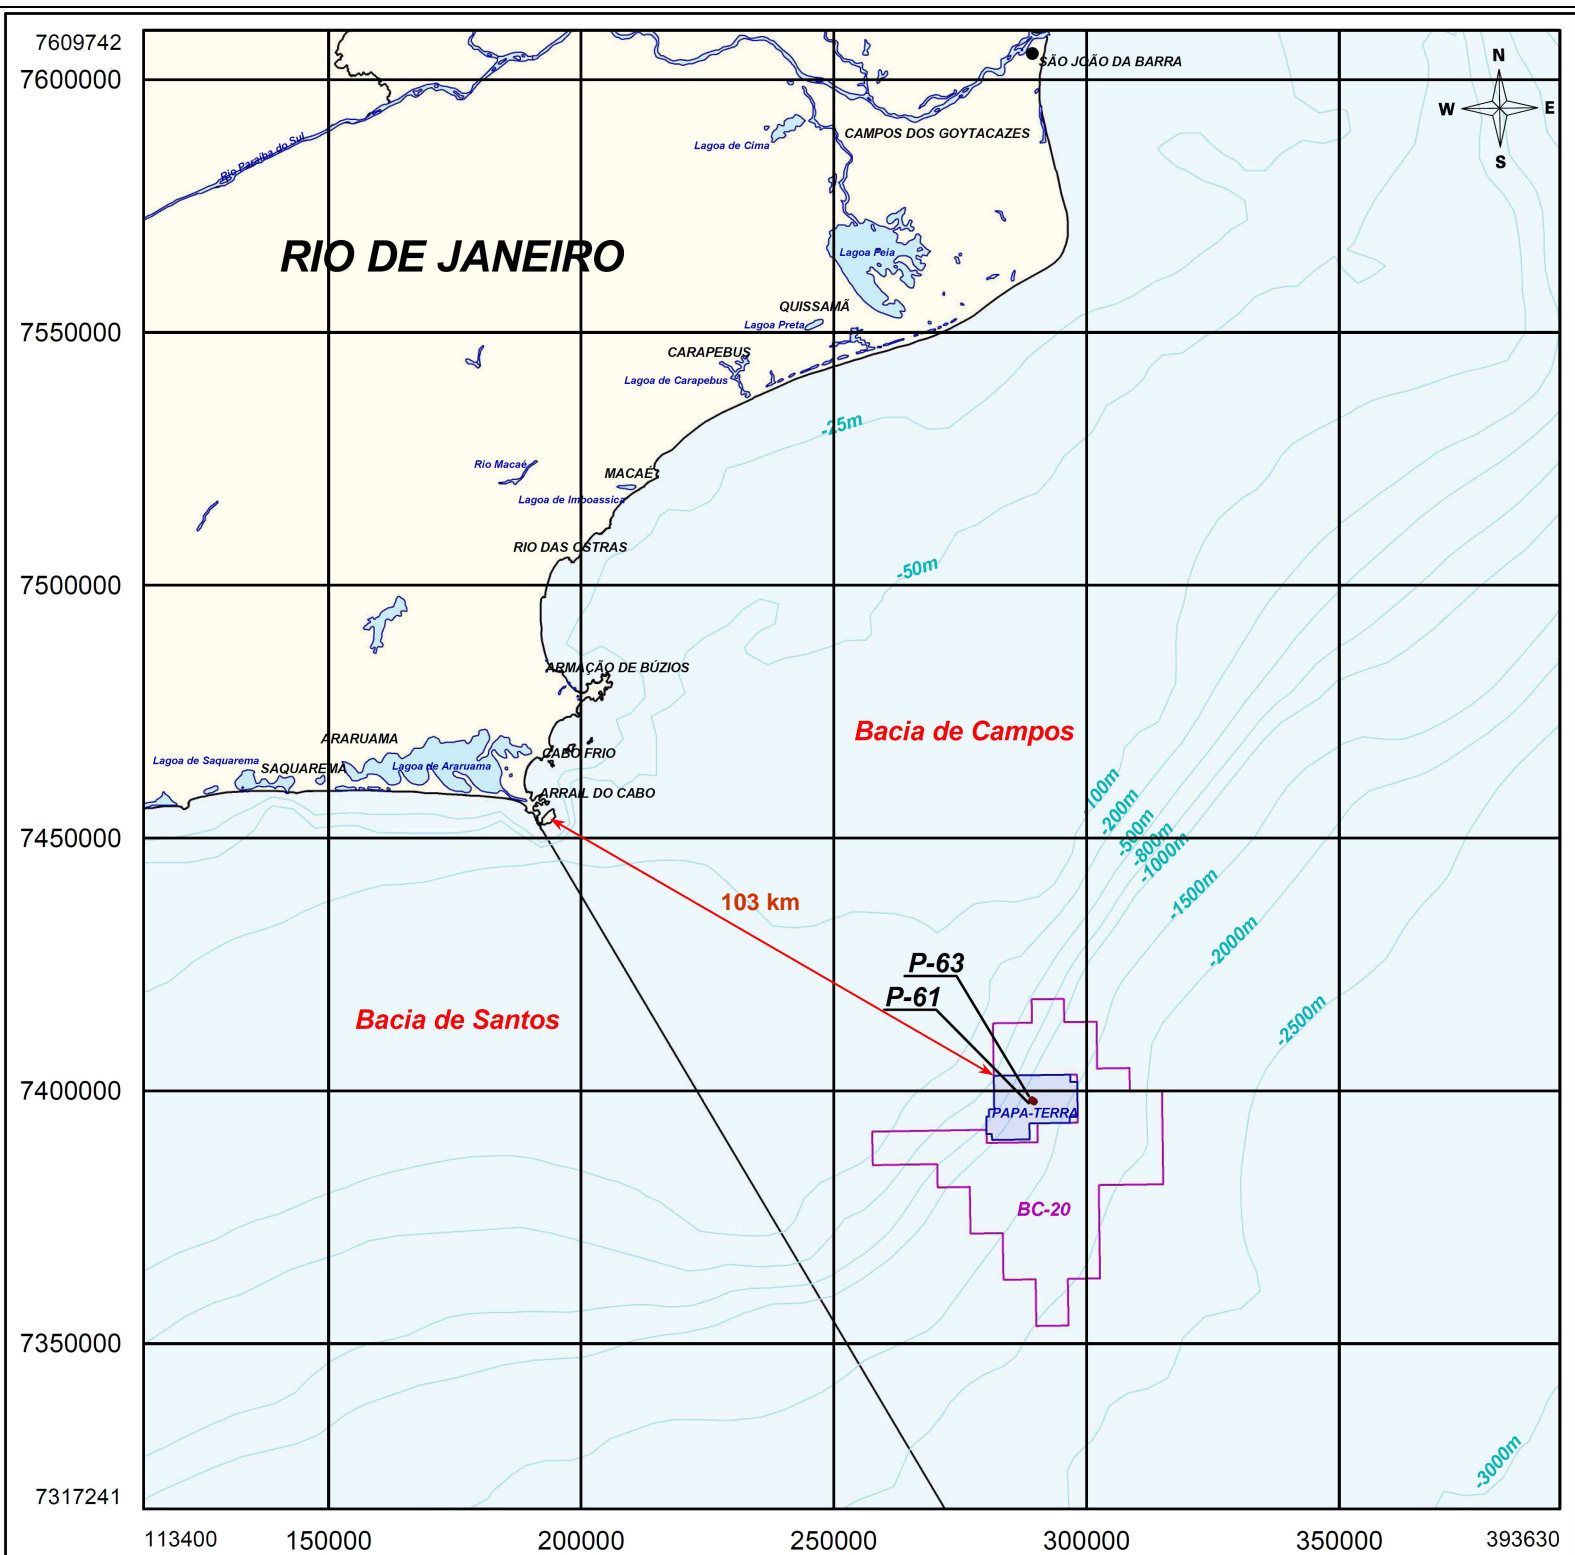 7609742
7600000
7550000
7500000
7450000
7400000
7350000
7317241
113400
150000
200000
250000
300000
350000
393630
N
W
E
S
SÃO JOÃO DA BARRA
CAMPOS DOS GOYTACAZES
Lagoa de Cima
Rio Paraíba do Sul
RIO DE JANEIRO
Lagoa Feia
QUISSAMÃ
Lagoa Preta
CARAPEBUS
Lagoa de Carapebus
-25m
Rio Macaé
MACAÉ
Lagoa de Imboassica
RIO DAS OSTRAS
-50m
ARMAÇÃO DE BÚZIOS
Bacia de Campos
ARARUAMA
CABO FRIO
Lagoa de Saquarema
SAQUAREMA
Lagoa de Araruama
ARRAIL DO CABO
-100m
-200m
-500m
-800m
-1000m
-1500m
-2000m
-2500m
-3000m
103 km
P-63
P-61
Bacia de Santos
PAPA-TERRA
BC-20